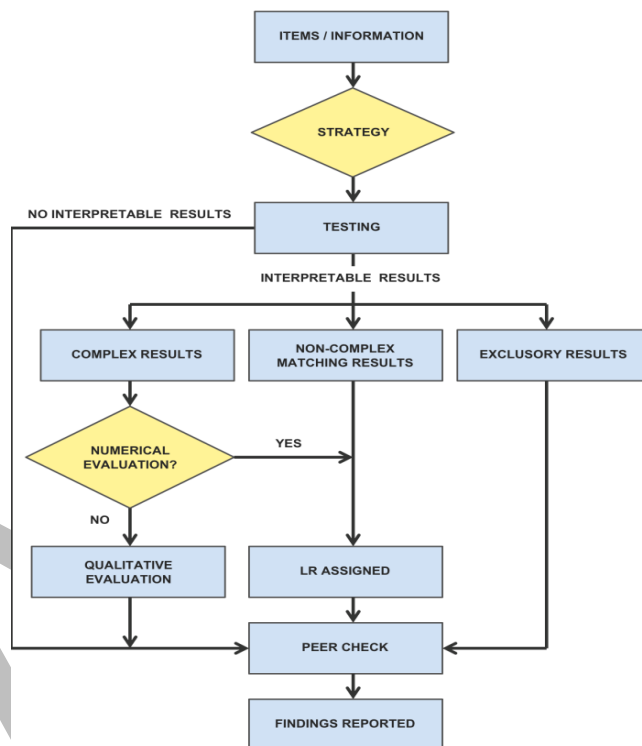 ITEMS / INFORMATION
STRATEGY
NO INTERPRETABLE RESULTS
TESTING
INTERPRETABLE RESULTS
COMPLEX RESULTS
NON-COMPLEX
MATCHING RESULTS
EXCLUSORY RESULTS
NUMERICAL
EVALUATION?
YES
NO
QUALITATIVE
EVALUATION
LR ASSIGNED
PEER CHECK
FINDINGS REPORTED